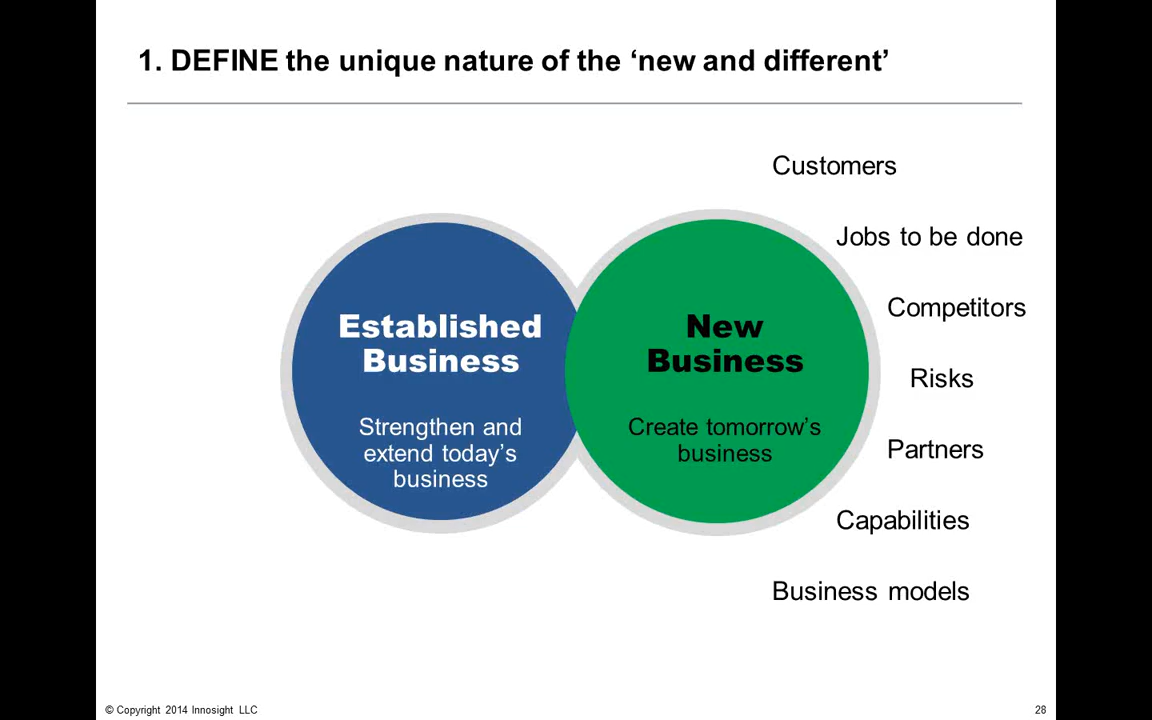 1. DEFINE the unique nature of the ‘new and different’
Customers
Jobs to be done
Competitors
Risks
Partners
Capabilities
Business models
Established
Business
Strengthen and
extend today’s
business
New
Business
Create tomorrow’s
business
© Copyright 2014 Innosight LLC
28